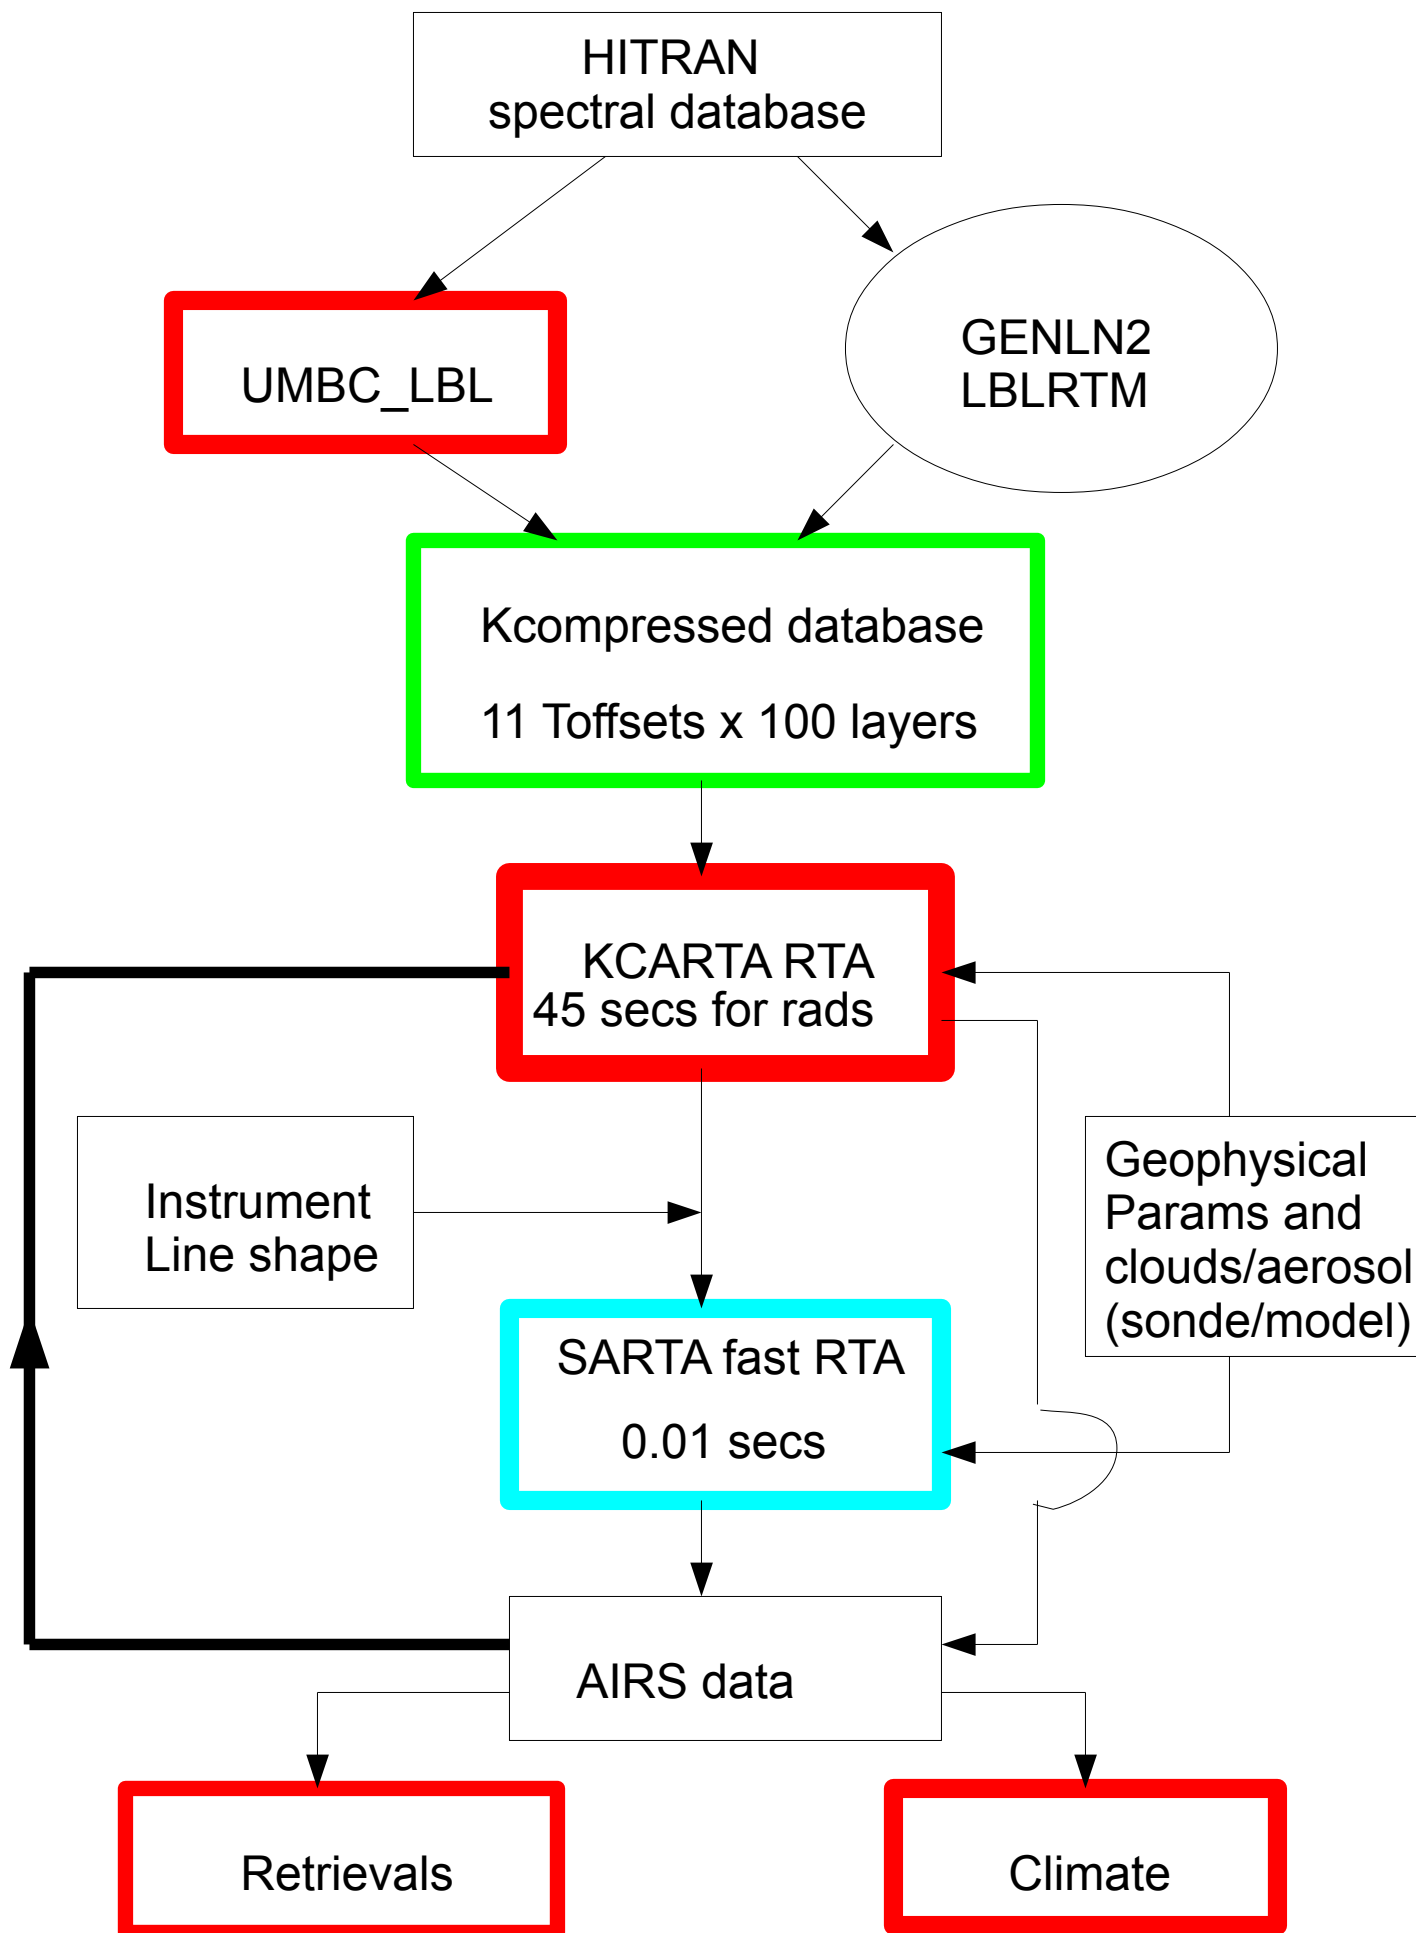 HITRAN
spectral database
UMBC_LBL
GENLN2
LBLRTM
Kcompressed database
11 Toffsets x 100 layers
KCARTA RTA
45 secs for rads
Instrument
Line shape
Geophysical
Params and
clouds/aerosol
(sonde/model)
SARTA fast RTA
0.01 secs
AIRS data
Retrievals
Climate